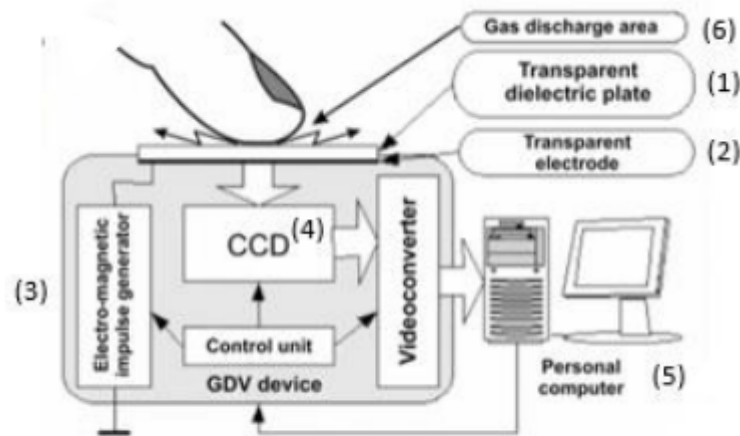 Gas discharge area
(6)
Transparent
dielectric plate
(1)
Transparent
electrode
(2)
(3)
Electro-magnetic
impulse generator
CCD
(4)
Videoconverter
Control unit
GDV device
Personal
computer
(5)